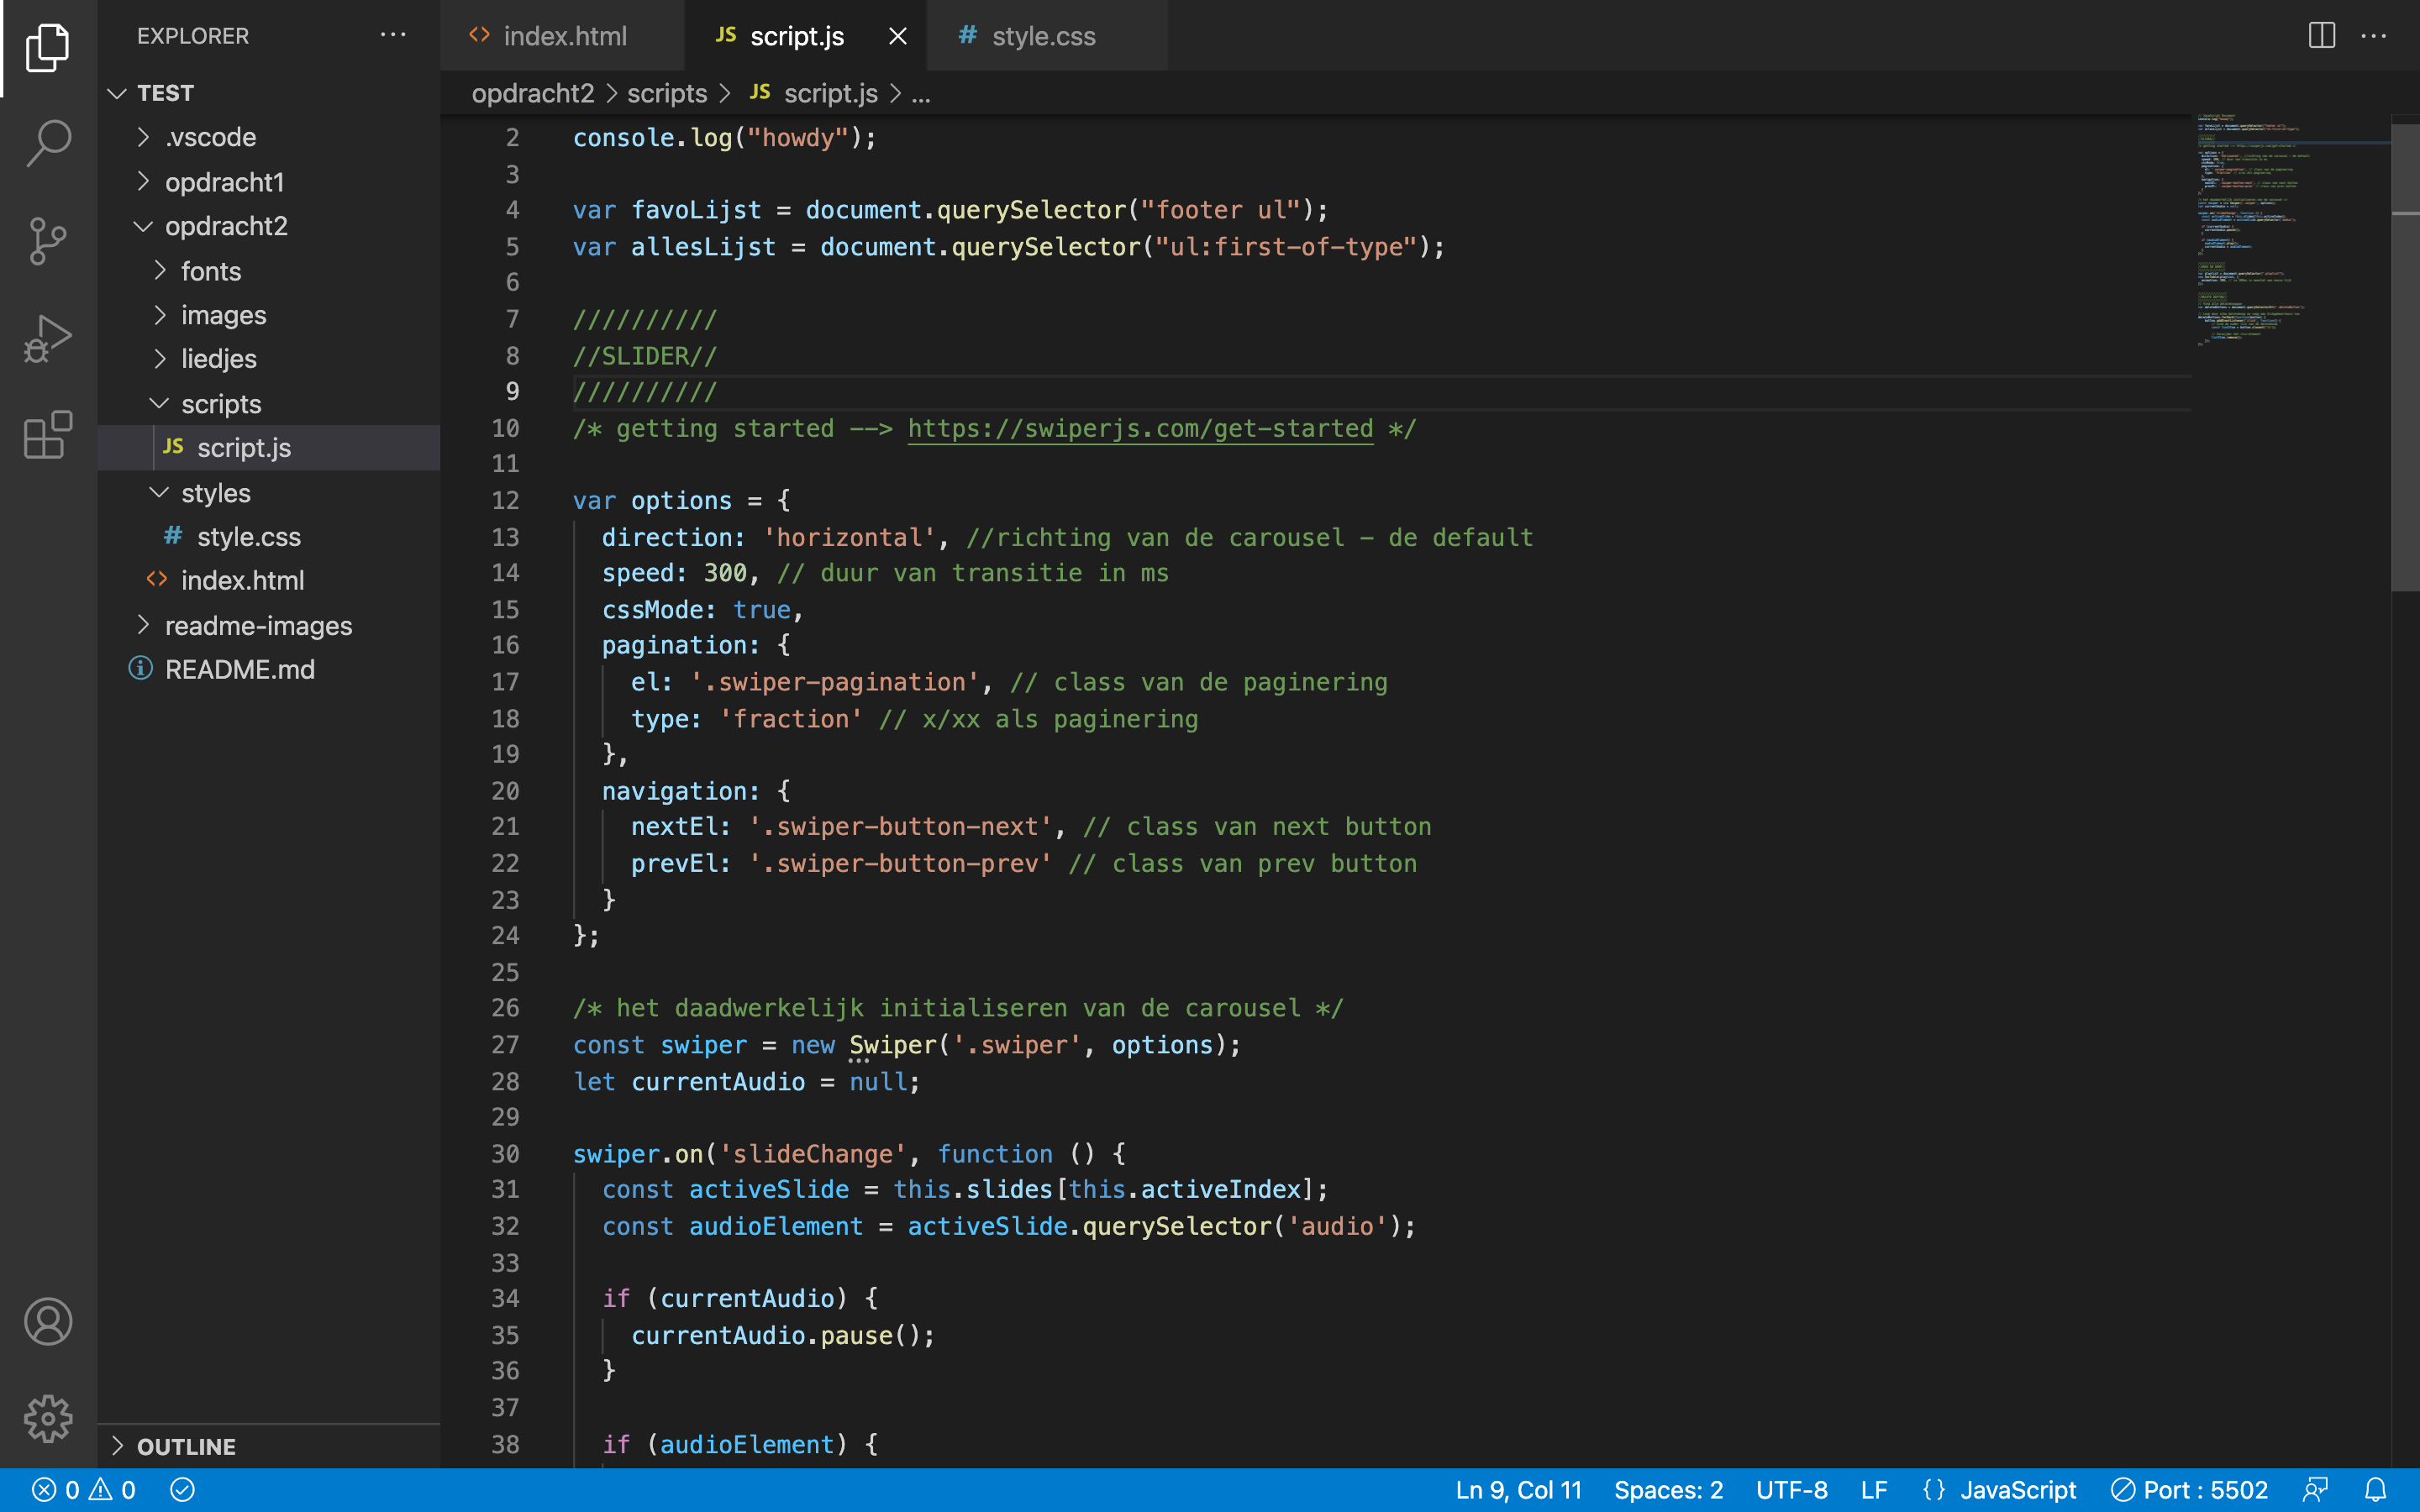 EXPLORER
index.html
JS script.js
# style.css
TEST
opdracht2 > scripts > JS script.js > ...
.vscode
opdracht1
opdracht2
fonts
images
liedjes
scripts
JS script.js
styles
# style.css
index.html
readme-images
README.md
OUTLINE
2 console.log("howdy");
3
4 var favoLijst = document.querySelector("footer ul");
5 var allesLijst = document.querySelector("ul:first-of-type");
6
7 //////////
8 //SLIDER//
9 //////////
10 /* getting started --> https://swiperjs.com/get-started */
11
12 var options = {
13 direction: 'horizontal', //richting van de carousel - de default
14 speed: 300, // duur van transitie in ms
15 cssMode: true,
16 pagination: {
17 el: '.swiper-pagination', // class van de paginering
18 type: 'fraction' // x/xx als paginering
19 },
20 navigation: {
21 nextEl: '.swiper-button-next', // class van next button
22 prevEl: '.swiper-button-prev' // class van prev button
23 }
24 };
25
26 /* het daadwerkelijk initialiseren van de carousel */
27 const swiper = new Swiper('.swiper', options);
28 let currentAudio = null;
29
30 swiper.on('slideChange', function () {
31 const activeSlide = this.slides[this.activeIndex];
32 const audioElement = activeSlide.querySelector('audio');
33
34 if (currentAudio) {
35 currentAudio.pause();
36 }
37
38 if (audioElement) {
0 0
Ln 9, Col 11
Spaces: 2
UTF-8
LF
{} JavaScript
Port : 5502